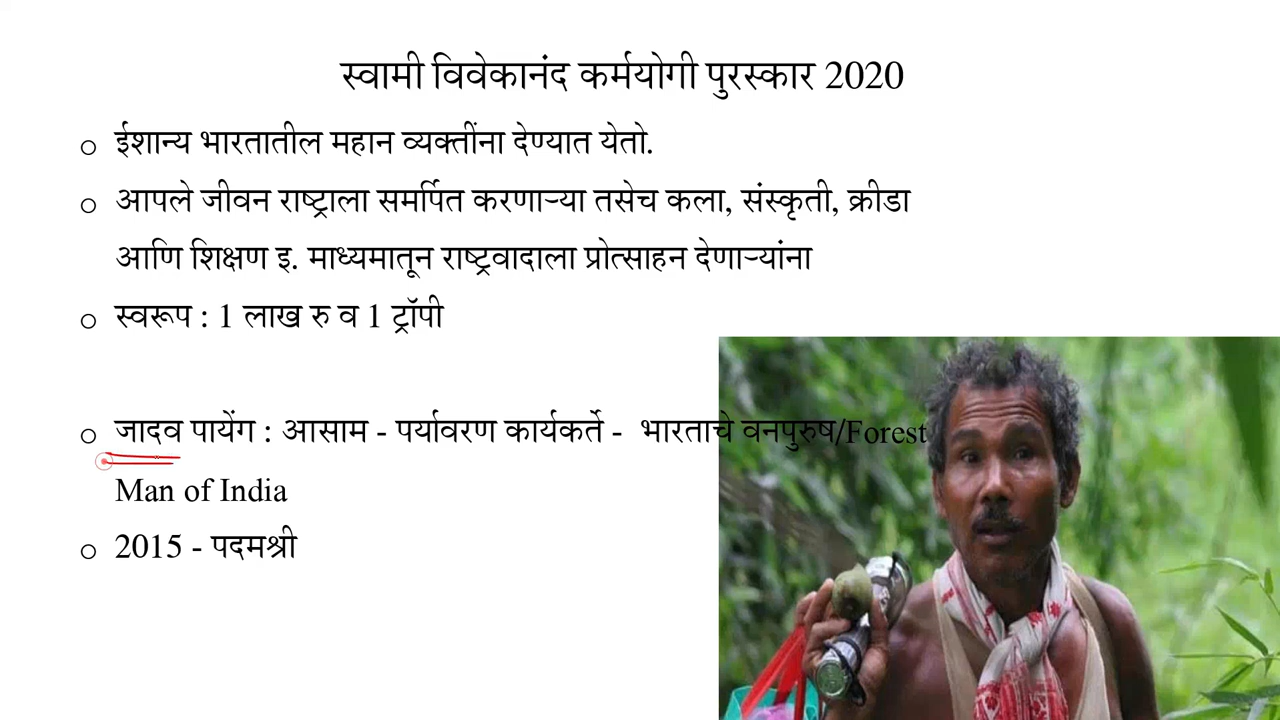 स्वामी विवेकानंद कर्मयोगी पुरस्कार 2020
ईशान्य भारतातील महान व्यक्तींना देण्यात येतो.
आपले जीवन राष्ट्राला समर्पित करणाऱ्या तसेच कला, संस्कृती, क्रीडा
आणि शिक्षण इ. माध्यमातून राष्ट्रवादाला प्रोत्साहन देणाऱ्यांना
स्वरूप : 1 लाख रु व 1 ट्रॉपी
जादव पायेंग : आसाम - पर्यावरण कार्यकर्ते - भारताचे वनपुरुष/Forest
Man of India
2015 - पदमश्री